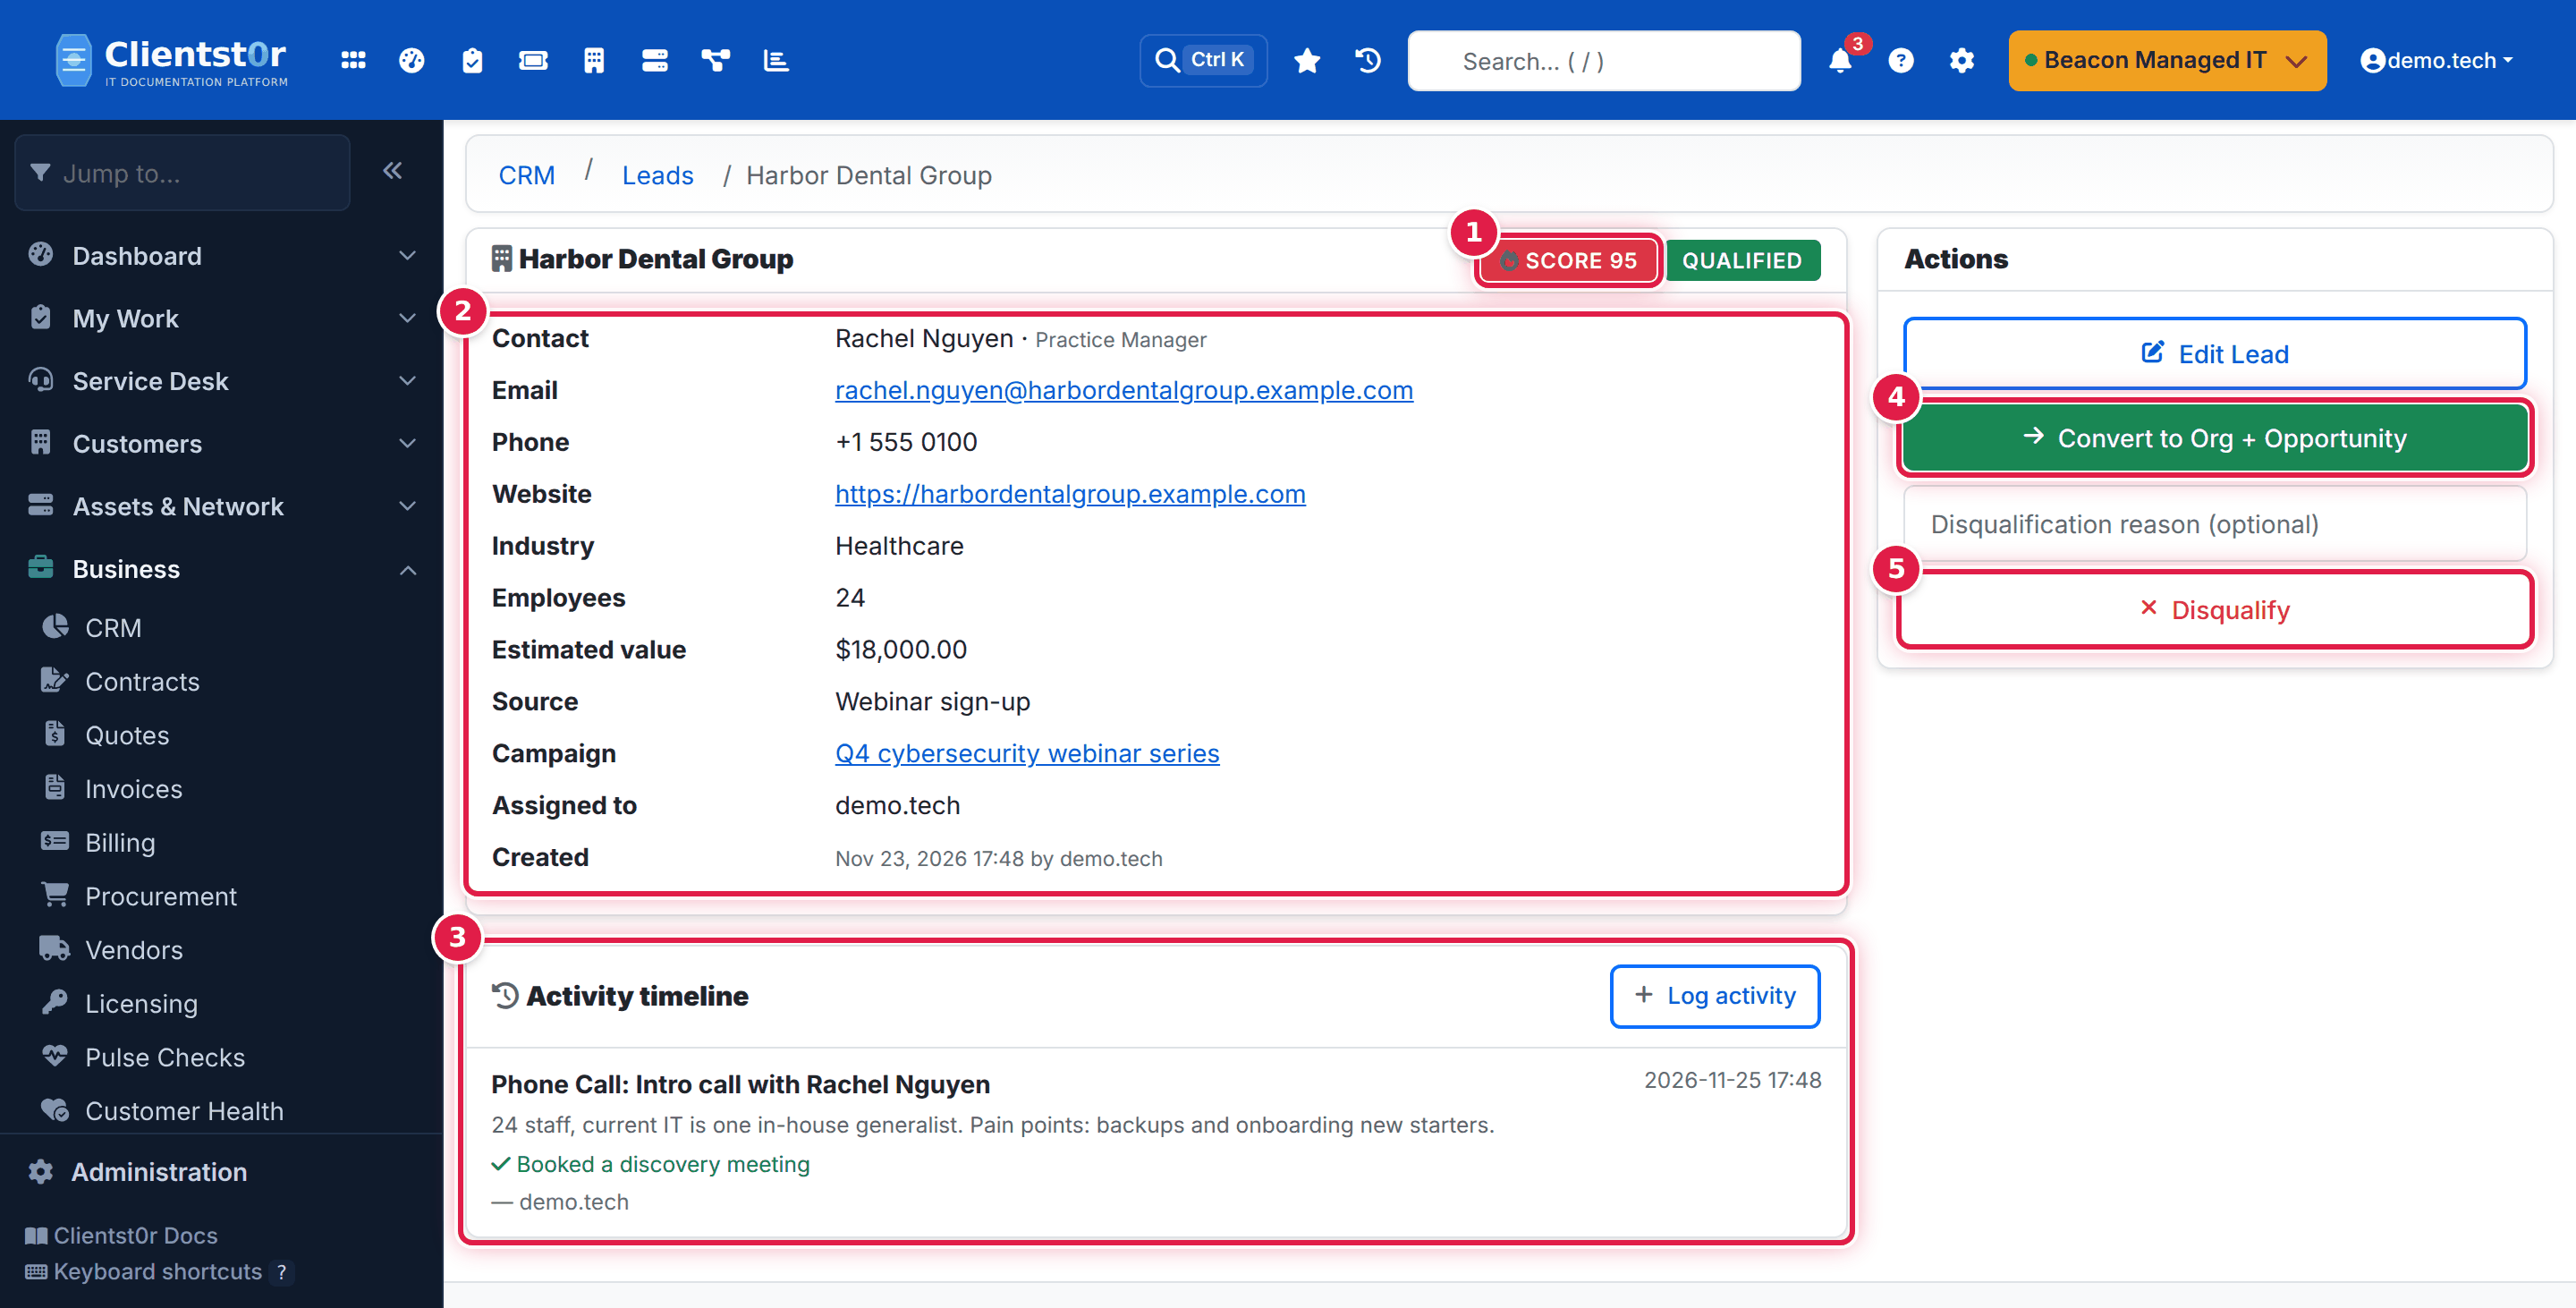 Clientst0r
IT DOCUMENTATION PLATFORM
Ctrl K
Search... ( / )
3
?
Beacon Managed IT
demo.tech
Jump to...
Dashboard
My Work
Service Desk
Customers
Assets & Network
Business
CRM
Contracts
Quotes
Invoices
Billing
Procurement
Vendors
Licensing
Pulse Checks
Customer Health
Administration
Clientst0r Docs
Keyboard shortcuts ?
CRM / Leads / Harbor Dental Group
Harbor Dental Group
1
SCORE 95
QUALIFIED
2
Contact Rachel Nguyen · Practice Manager
Email rachel.nguyen@harbordentalgroup.example.com
Phone +1 555 0100
Website https://harbordentalgroup.example.com
Industry Healthcare
Employees 24
Estimated value $18,000.00
Source Webinar sign-up
Campaign Q4 cybersecurity webinar series
Assigned to demo.tech
Created Nov 23, 2026 17:48 by demo.tech
3
Activity timeline
+ Log activity
Phone Call: Intro call with Rachel Nguyen 2026-11-25 17:48
24 staff, current IT is one in-house generalist. Pain points: backups and onboarding new starters.
Booked a discovery meeting
— demo.tech
Actions
Edit Lead
4
Convert to Org + Opportunity
Disqualification reason (optional)
5
Disqualify